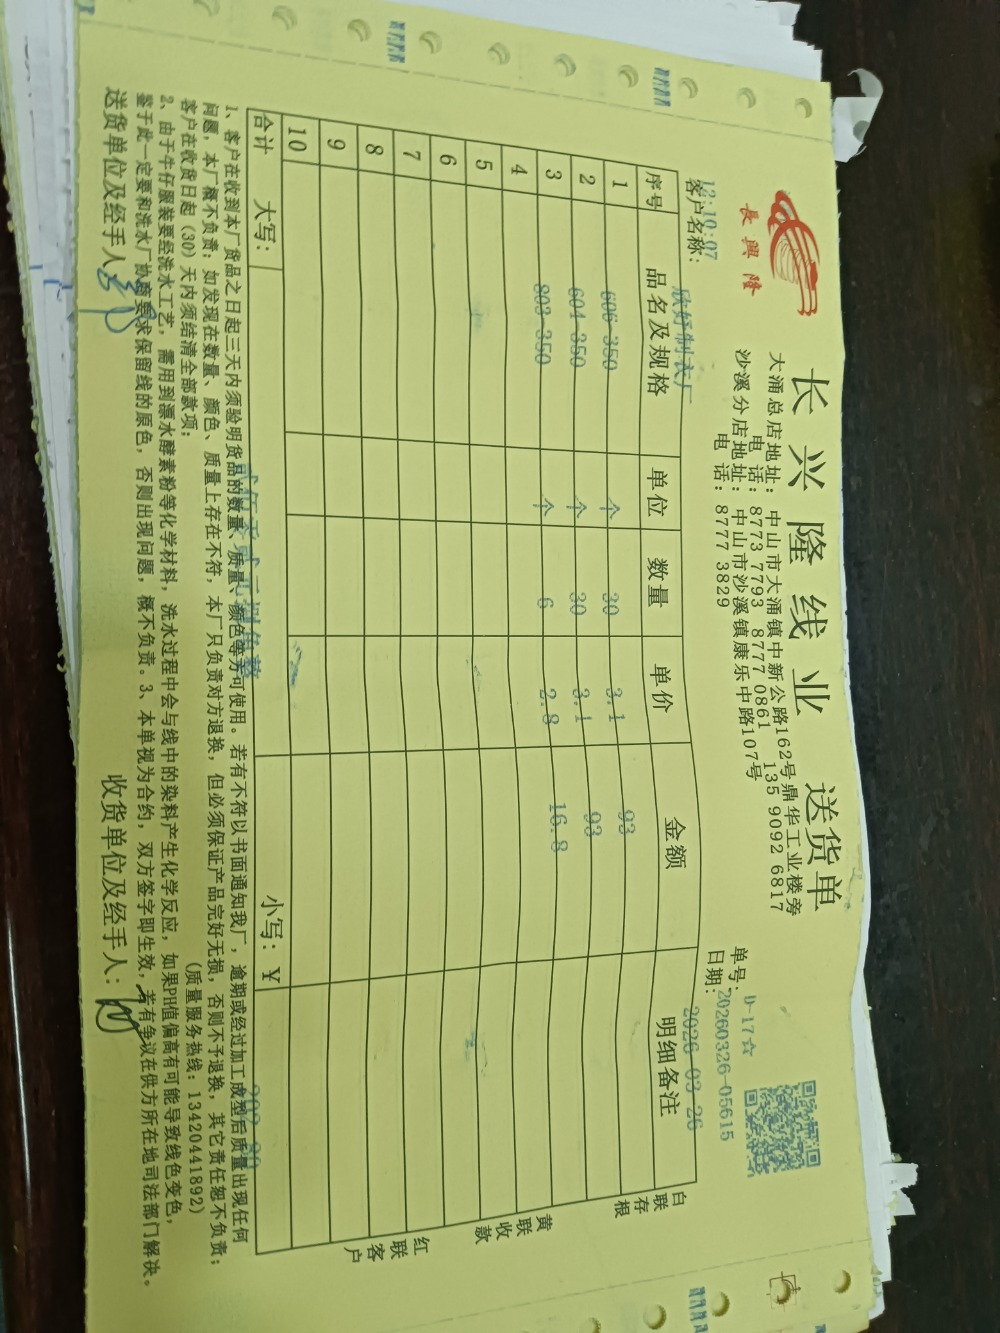 長興隆
长兴隆线业 送货单
大涌总店地址：中山市大涌镇中新公路162号鼎华工业楼旁
电 话：8773 7793 8777 0861 135 9092 6817
沙溪分店地址：中山市沙溪镇康乐中路107号
电 话：8777 3829
D-17☆
单号：20260326-05615
日期：2026-03-26
12:10:07
客户名称：欣好制衣厂
序号 品名及规格 单位 数量 单价 金额 明细备注
1 606-350 个 30 3.1 93
2 604-350 个 30 3.1 93
3 803-350 个 6 2.8 16.8
4
5
6
7
8
9
10
合计 大写： 小写：¥
1、客户在收到本厂货品之日起三天内须验明货品的数量、质量、颜色等方可使用。若有不符以书面通知我厂，逾期或经过加工成型后质量出现任何
问题，本厂概不负责；如发现在数量、颜色、质量上存在不符，本厂只负责对方退换，但必须保证产品完好无损，否则不予退换，其它责任恕不负责；
客户在收货日起（30）天内须结清全部款项； （质量服务热线：13420441892）
2、由于牛仔服装要经洗水工艺，需用到漂水酵素粉等化学材料，洗水过程中会与线中的染料产生化学反应，如果PH值偏高有可能导致线色变色，
鉴于此一定要和洗水厂协商要求保留线的原色，否则出现问题，概不负责。3、本单视为合约，双方签字即生效，若有争议在供方所在地司法部门解决。
送货单位及经手人： 收货单位及经手人：
白联存根
黄联收款
红联客户